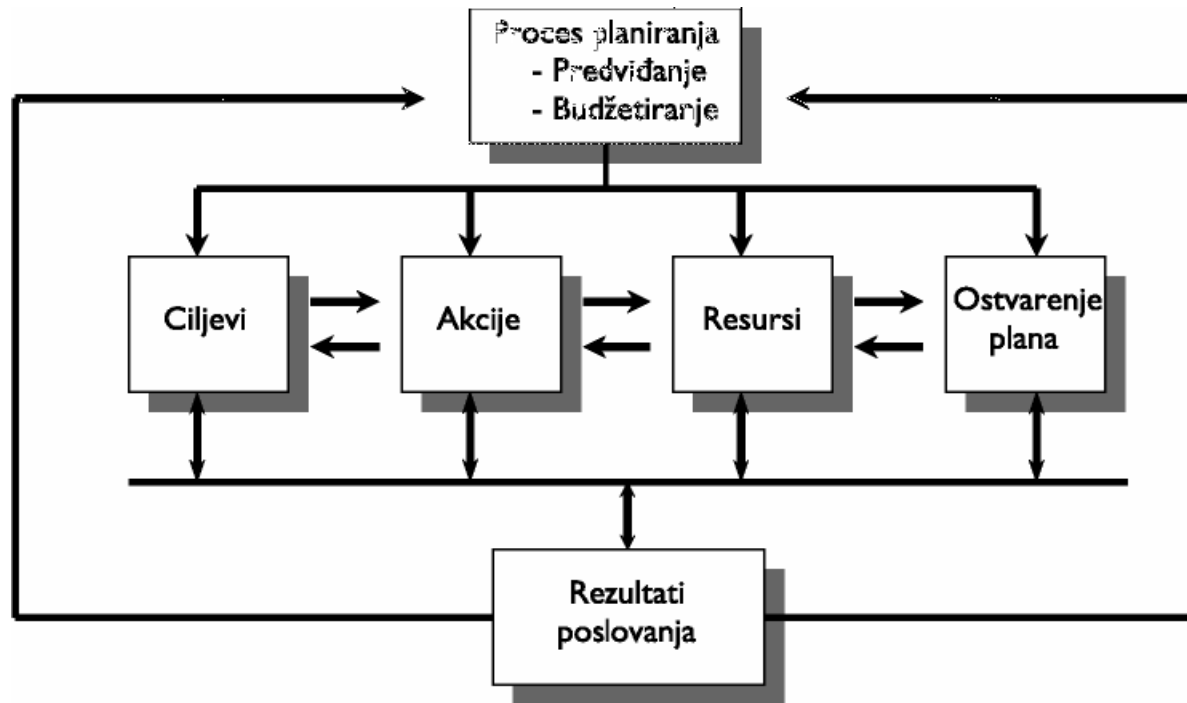 Proces planiranja
- Predviđanje
- Budžetiranje
Ciljevi
Akcije
Resursi
Ostvarenje
plana
Rezultati
poslovanja